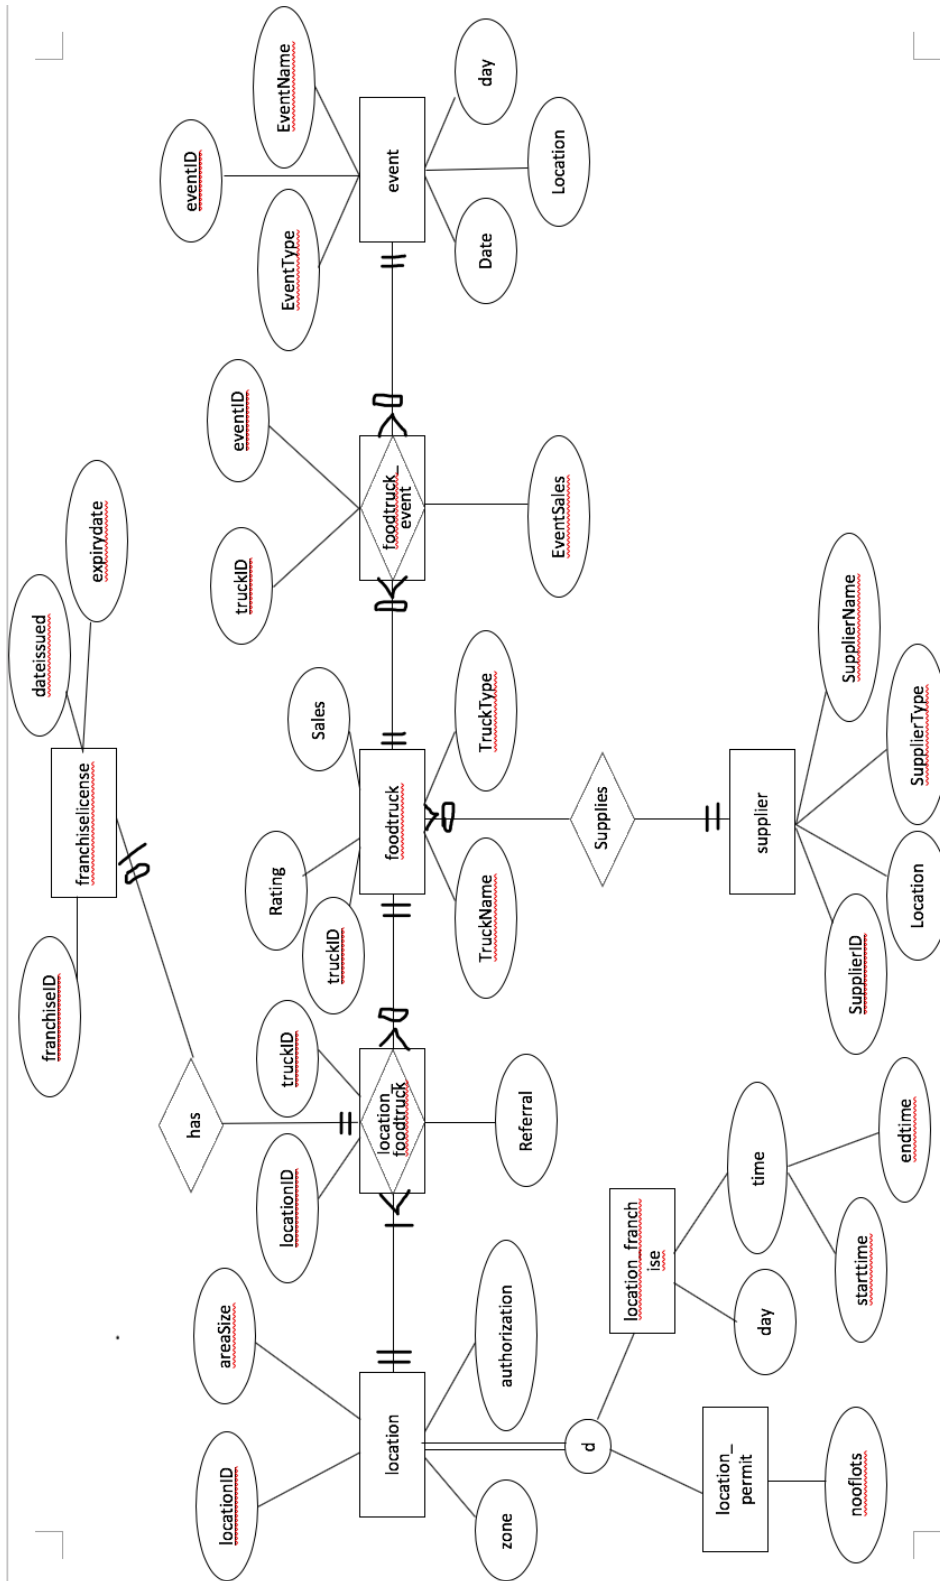 franchiseID
franchiselicense
dateissued
expirydate
has
locationID
areaSize
locationID
truckID
truckID
Rating
Sales
truckID
eventID
EventType
eventID
EventName
location
location_
foodtruck
foodtruck
foodtruck_
event
event
zone
authorization
Referral
TruckName
TruckType
EventSales
Date
Location
day
d
Supplies
location_
permit
location_franch
ise
nooflots
day
time
starttime
endtime
supplier
SupplierID
Location
SupplierType
SupplierName